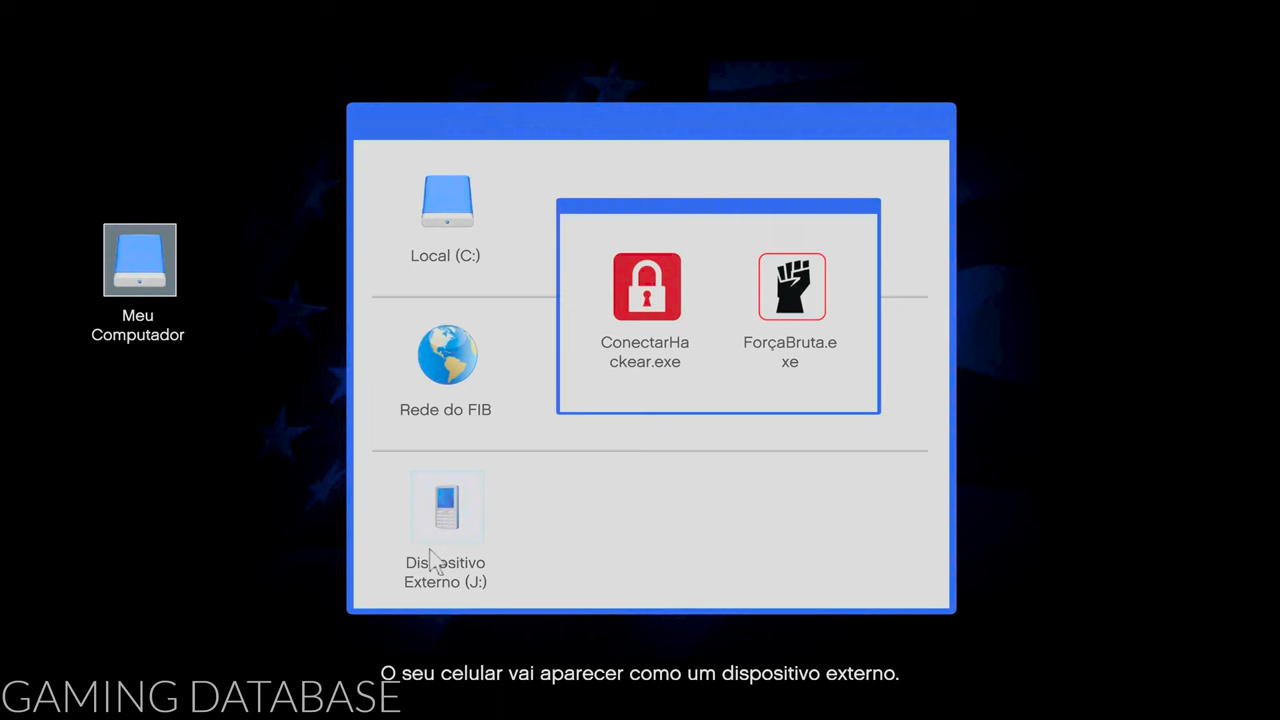 Meu
Computador
Local (C:)
Rede do FIB
Dispositivo
Externo (J:)
ConectarHa
ckear.exe
ForçaBruta.e
xe
O seu celular vai aparecer como um dispositivo externo.
GAMING DATABASE